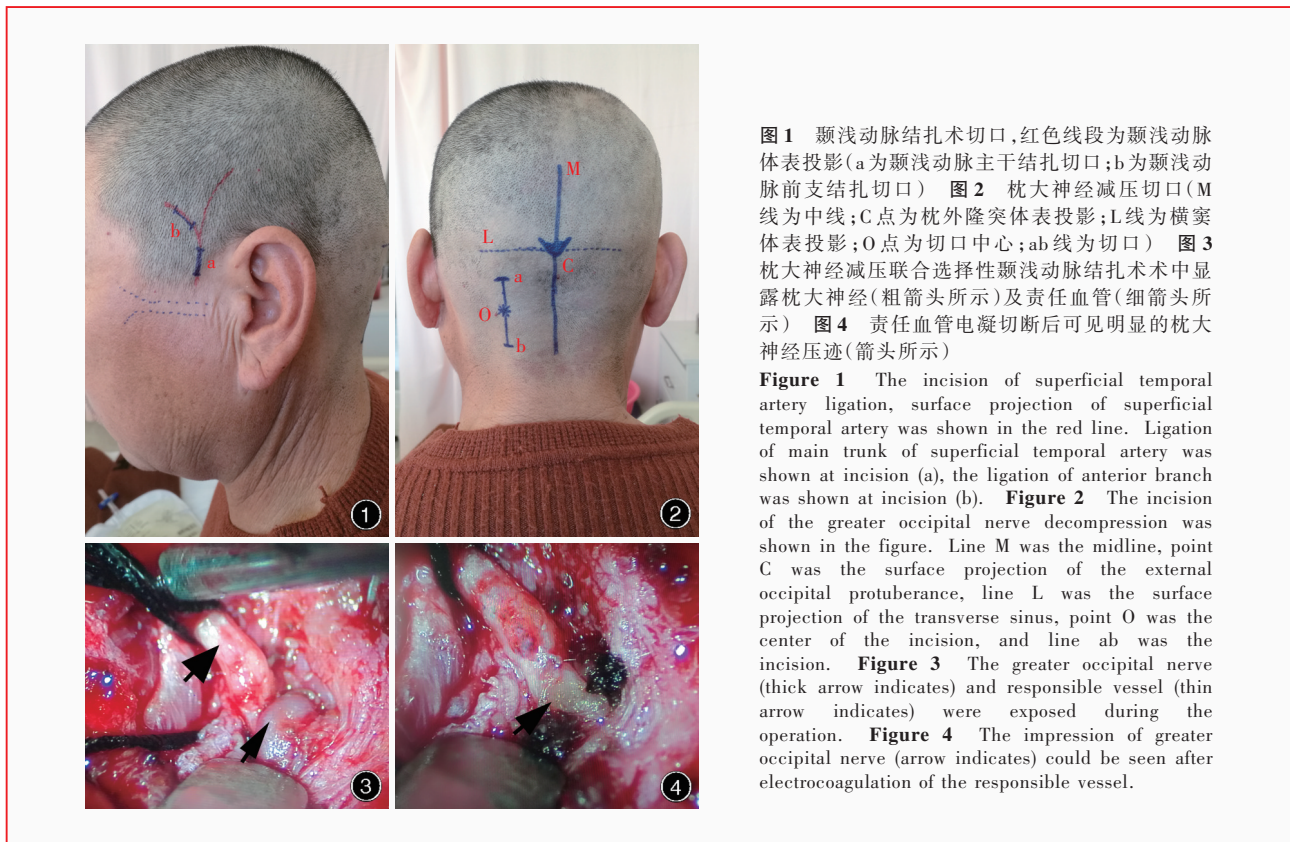 b
a
1
M
L
C
a
O
b
2
3
4
图1 颞浅动脉结扎术切口,红色线段为颞浅动脉
体表投影(a为颞浅动脉主干结扎切口;b为颞浅动
脉前支结扎切口) 图2 枕大神经减压切口(M
线为中线;C点为枕外隆突体表投影;L线为横窦
体表投影;O点为切口中心;ab线为切口) 图3
枕大神经减压联合选择性颞浅动脉结扎术术中显
露枕大神经(粗箭头所示)及责任血管(细箭头所
示) 图4 责任血管电凝切断后可见明显的枕大
神经压迹(箭头所示)
Figure 1 The incision of superficial temporal
artery ligation, surface projection of superficial
temporal artery was shown in the red line. Ligation
of main trunk of superficial temporal artery was
shown at incision (a), the ligation of anterior branch
was shown at incision (b). Figure 2 The incision
of the greater occipital nerve decompression was
shown in the figure. Line M was the midline, point
C was the surface projection of the external
occipital protuberance, line L was the surface
projection of the transverse sinus, point O was the
center of the incision, and line ab was the
incision. Figure 3 The greater occipital nerve
(thick arrow indicates) and responsible vessel (thin
arrow indicates) were exposed during the
operation. Figure 4 The impression of greater
occipital nerve (arrow indicates) could be seen after
electrocoagulation of the responsible vessel.